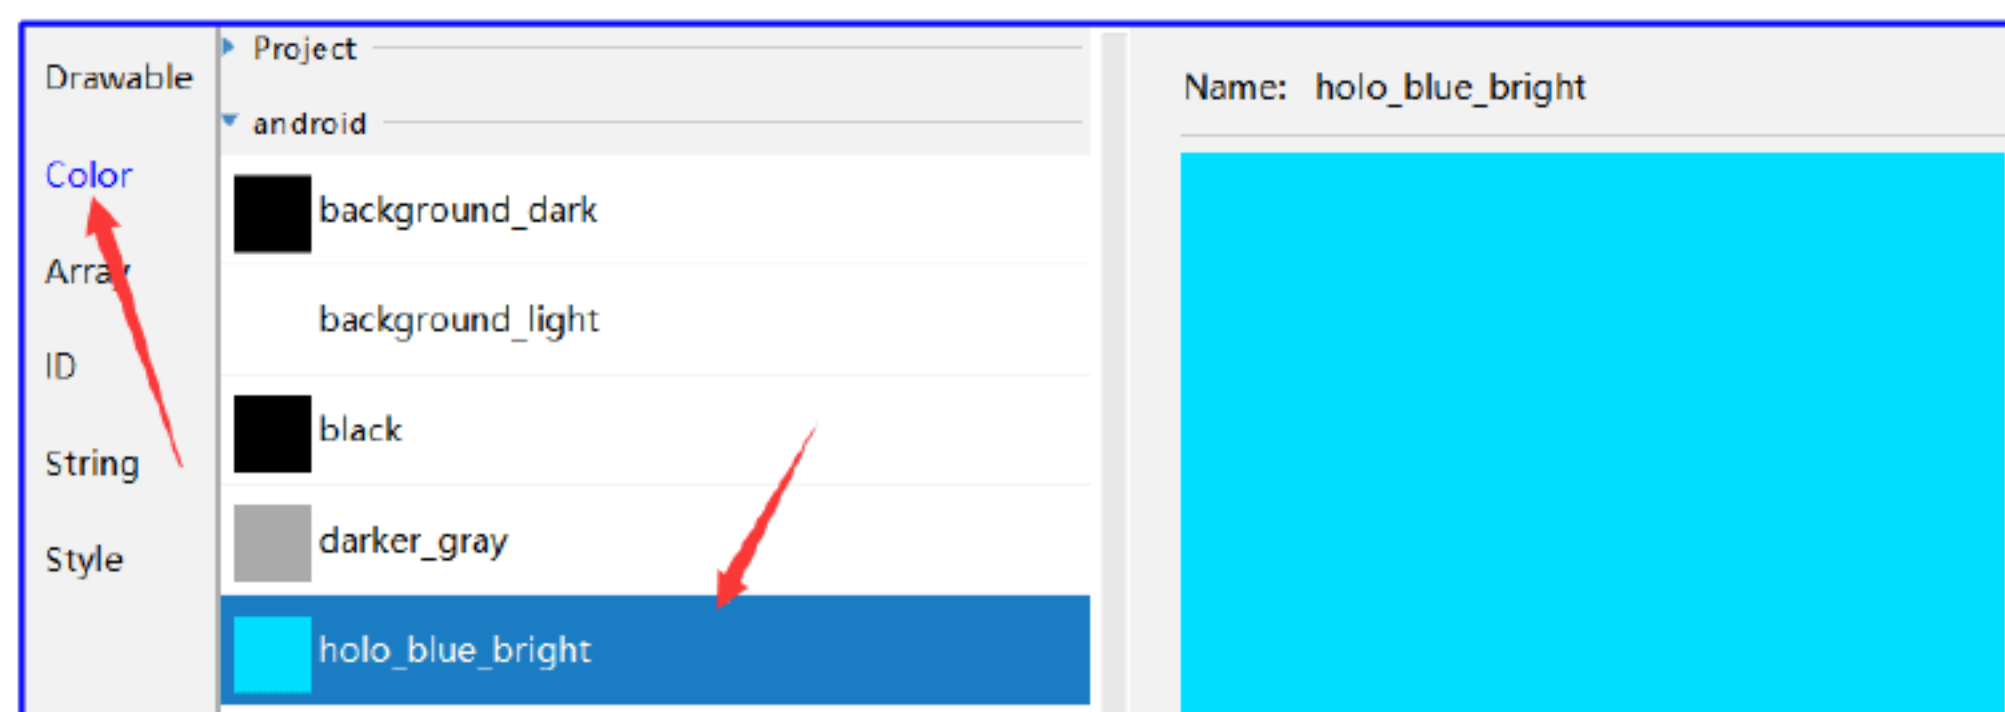 Drawable
Color
Array
ID
String
Style
Project
android
background_dark
background_light
black
darker_gray
holo_blue_bright
Name: holo_blue_bright